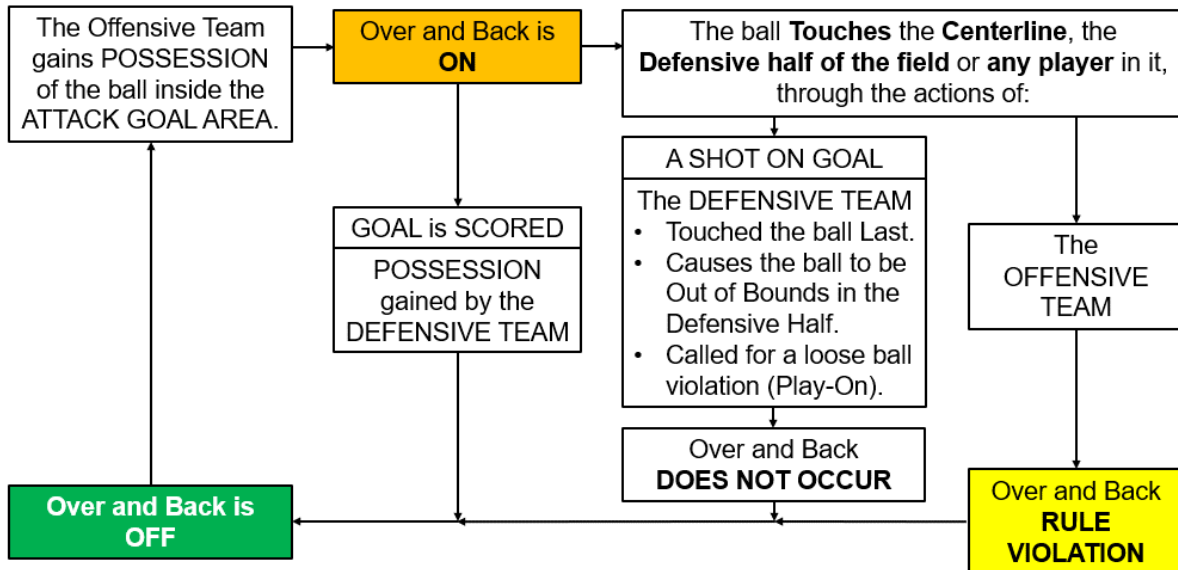 The Offensive Team
gains POSSESSION
of the ball inside the
ATTACK GOAL AREA.
Over and Back is
ON
The ball Touches the Centerline, the
Defensive half of the field or any player in it,
through the actions of:
A SHOT ON GOAL
The DEFENSIVE TEAM
• Touched the ball Last.
• Causes the ball to be
Out of Bounds in the
Defensive Half.
• Called for a loose ball
violation (Play-On).
GOAL is SCORED
POSSESSION
gained by the
DEFENSIVE TEAM
The
OFFENSIVE
TEAM
Over and Back
DOES NOT OCCUR
Over and Back is
OFF
Over and Back
RULE
VIOLATION